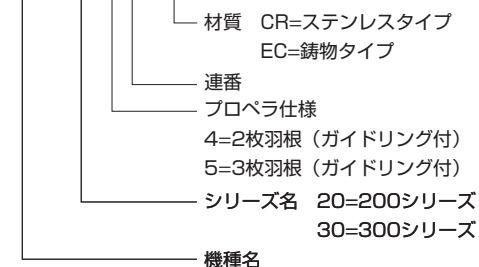 材質 CR=ステンレスタイプ
EC=鋳物タイプ
連番
プロペラ仕様
4=2枚羽根（ガイドリング付）
5=3枚羽根（ガイドリング付）
シリーズ名 20=200シリーズ
30=300シリーズ
機種名